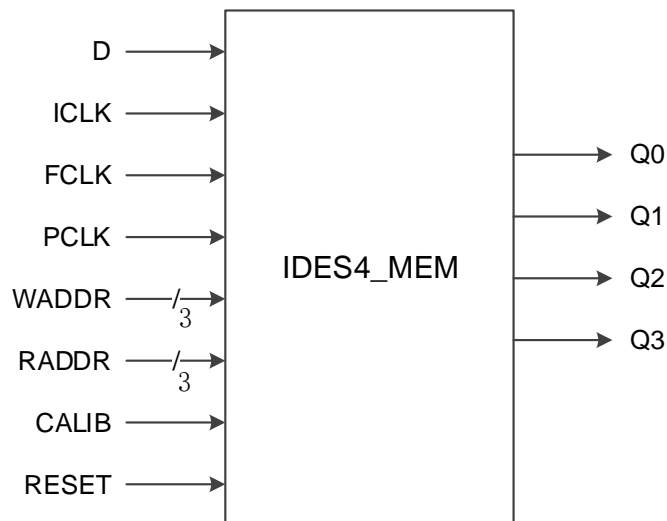 D
ICLK
FCLK
PCLK
WADDR
/
3
RADDR
/
3
CALIB
RESET
IDES4_MEM
Q0
Q1
Q2
Q3